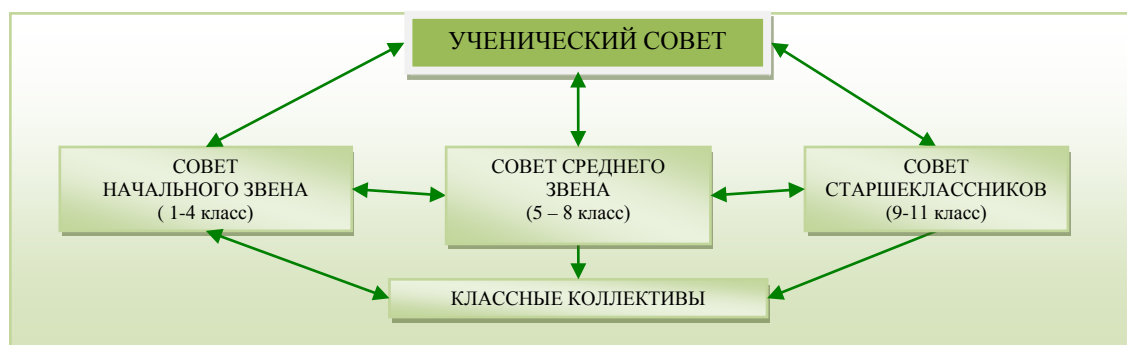 УЧЕНИЧЕСКИЙ СОВЕТ
СОВЕТ
НАЧАЛЬНОГО ЗВЕНА
( 1-4 класс)
СОВЕТ СРЕДНЕГО
ЗВЕНА
(5 – 8 класс)
СОВЕТ
СТАРШЕКЛАССНИКОВ
(9-11 класс)
КЛАССНЫЕ КОЛЛЕКТИВЫ